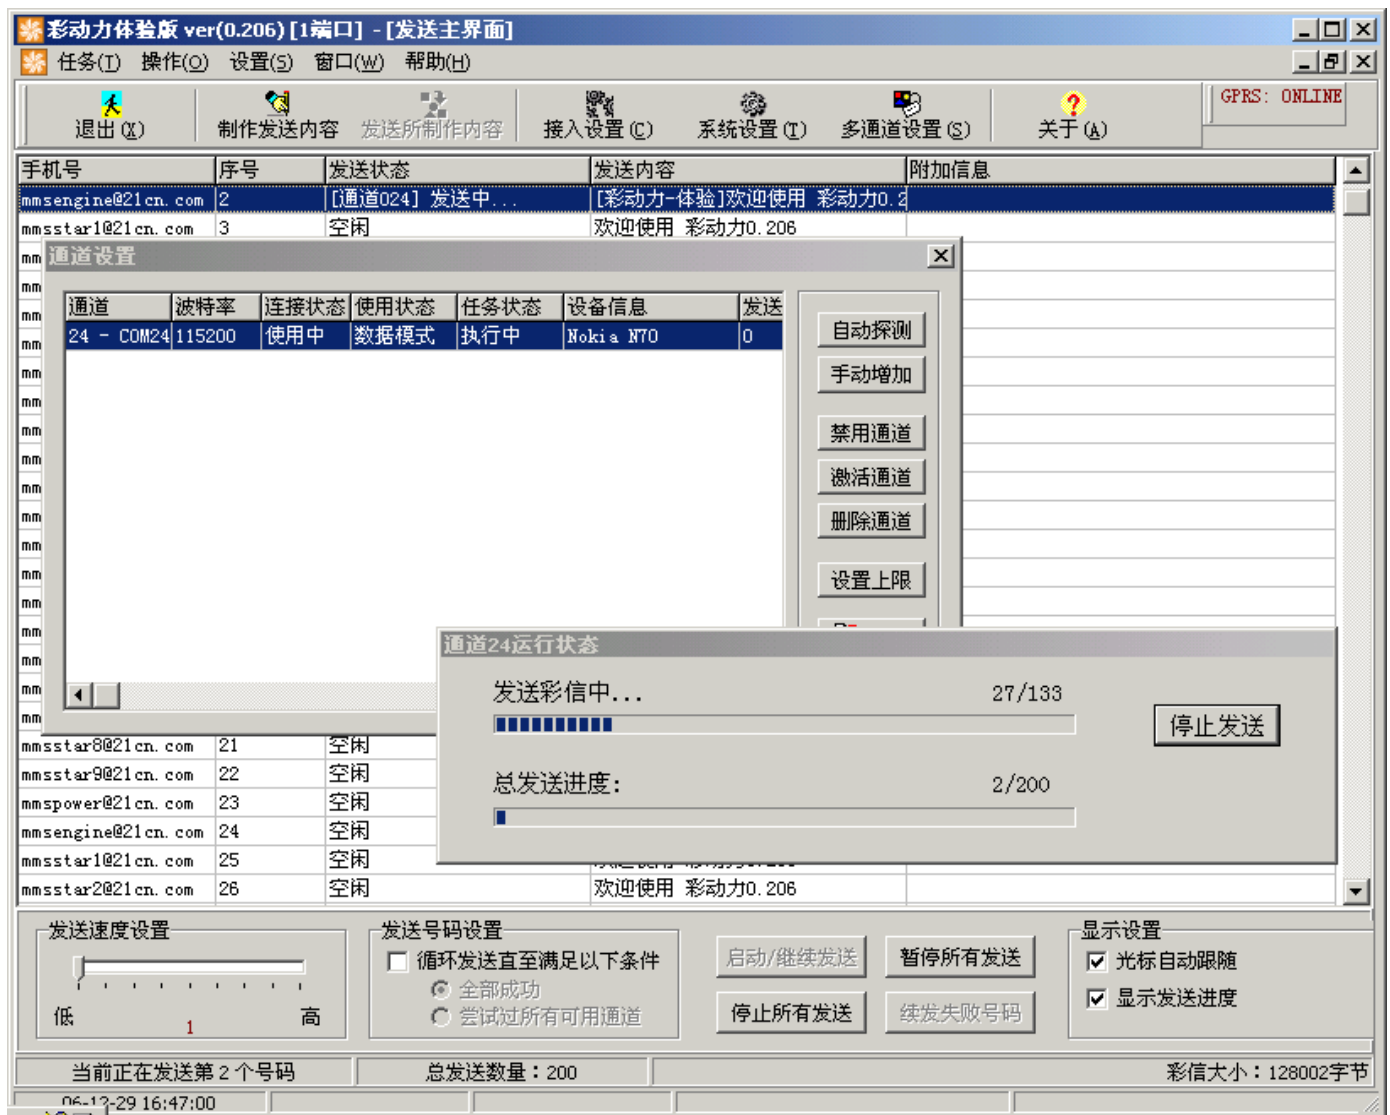 彩动力体验版 ver(0.206) [1端口] - [发送主界面]
任务(T) 操作(O) 设置(S) 窗口(W) 帮助(H)
退出(X) 制作发送内容 发送所制作内容 接入设置(C) 系统设置(T) 多通道设置(S) 关于(A) GPRS: ONLINE
手机号 序号 发送状态 发送内容 附加信息
mmsengine@21cn.com 2 [通道024] 发送中... [彩动力-体验]欢迎使用 彩动力0.2
mmsstar1@21cn.com 3 空闲 欢迎使用 彩动力0.206
通道设置
通道 波特率 连接状态 使用状态 任务状态 设备信息 发送
24 - COM24 115200 使用中 数据模式 执行中 Nokia N70 0
自动探测
手动增加
禁用通道
激活通道
删除通道
设置上限
通道24运行状态
发送彩信中... 27/133
停止发送
总发送进度: 2/200
mmsstar8@21cn.com 21 空闲
mmsstar9@21cn.com 22 空闲
mmspower@21cn.com 23 空闲
mmsengine@21cn.com 24 空闲
mmsstar1@21cn.com 25 空闲
mmsstar2@21cn.com 26 空闲 欢迎使用 彩动力0.206
发送速度设置
低 1 高
发送号码设置
循环发送直至满足以下条件
全部成功
尝试过所有可用通道
启动/继续发送 暂停所有发送
停止所有发送 续发失败号码
显示设置
光标自动跟随
显示发送进度
当前正在发送第2个号码 总发送数量:200 彩信大小:128002字节
06-12-29 16:47:00